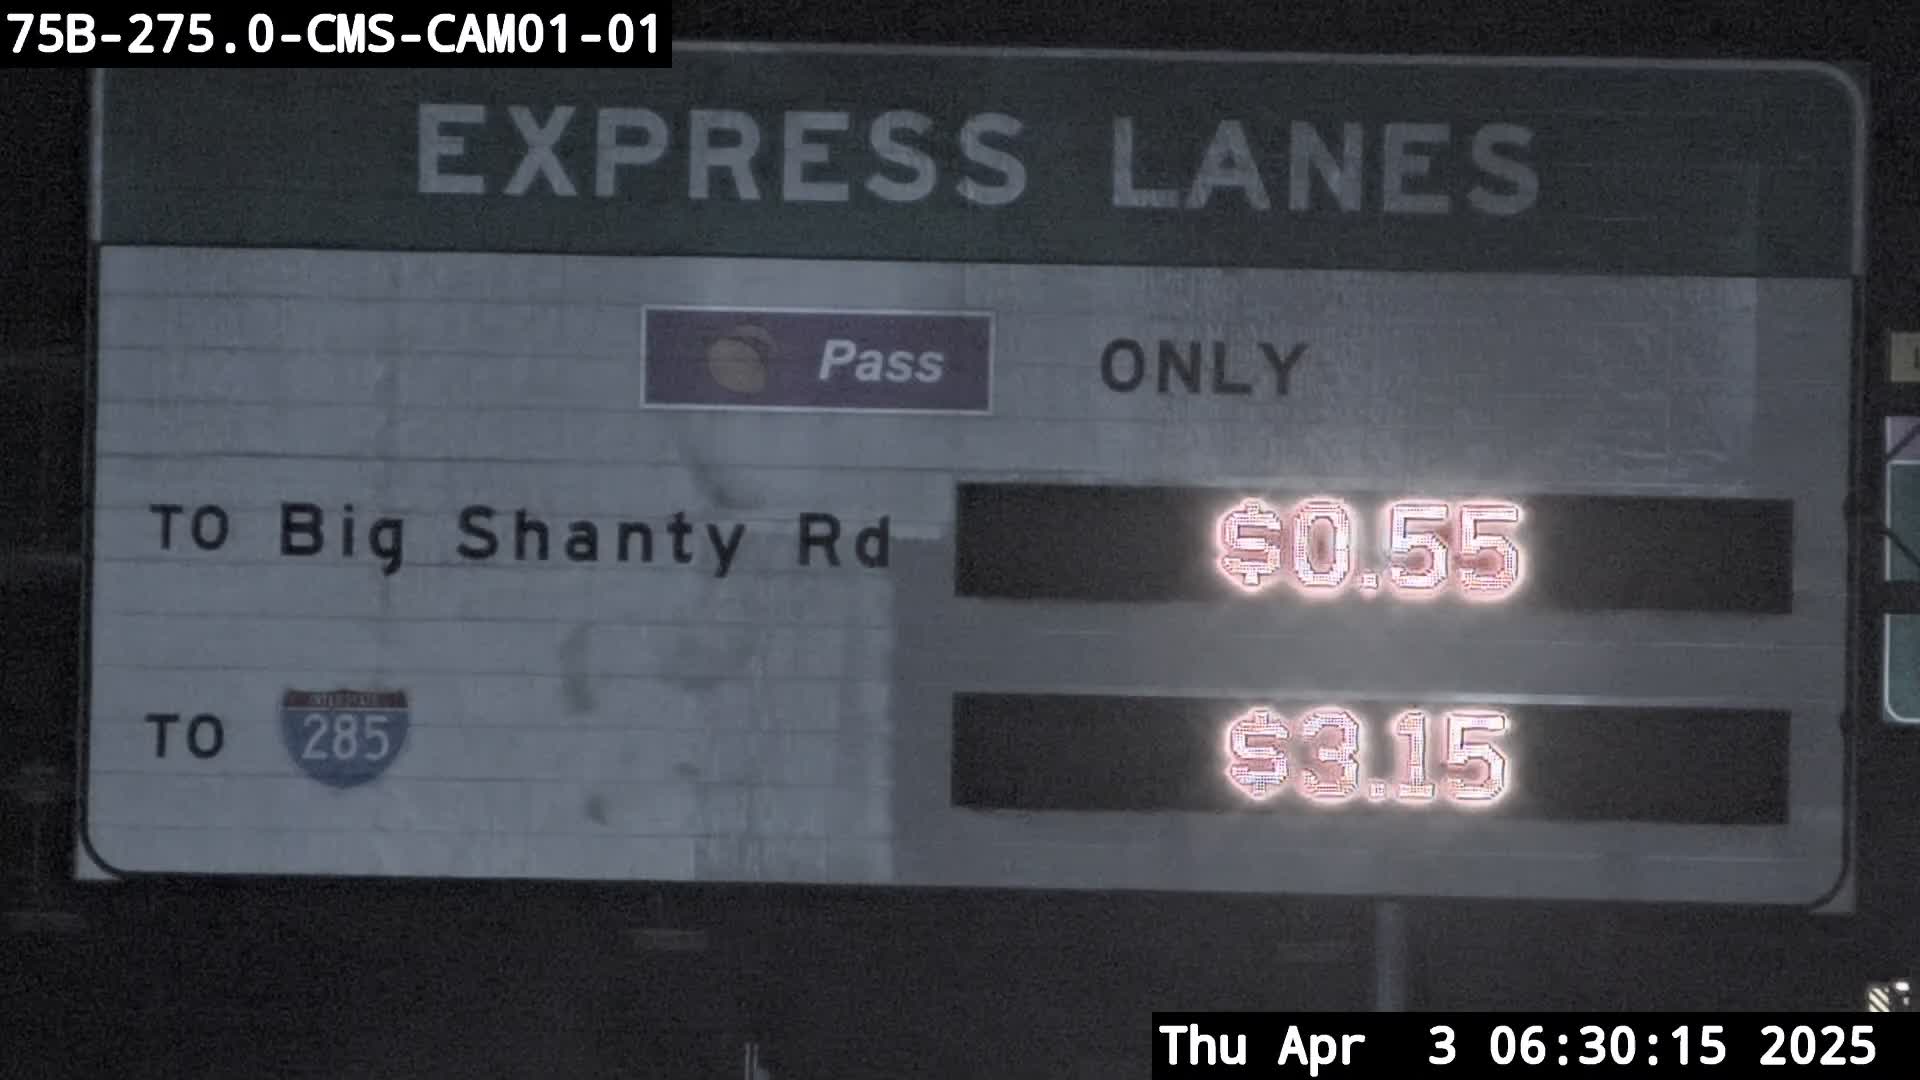 75B-275.0-CMS-CAM01-01
EXPRESS LANES
Pass ONLY
TO Big Shanty Rd $0.55
TO 285 $3.15
Thu Apr 3 06:30:15 2025